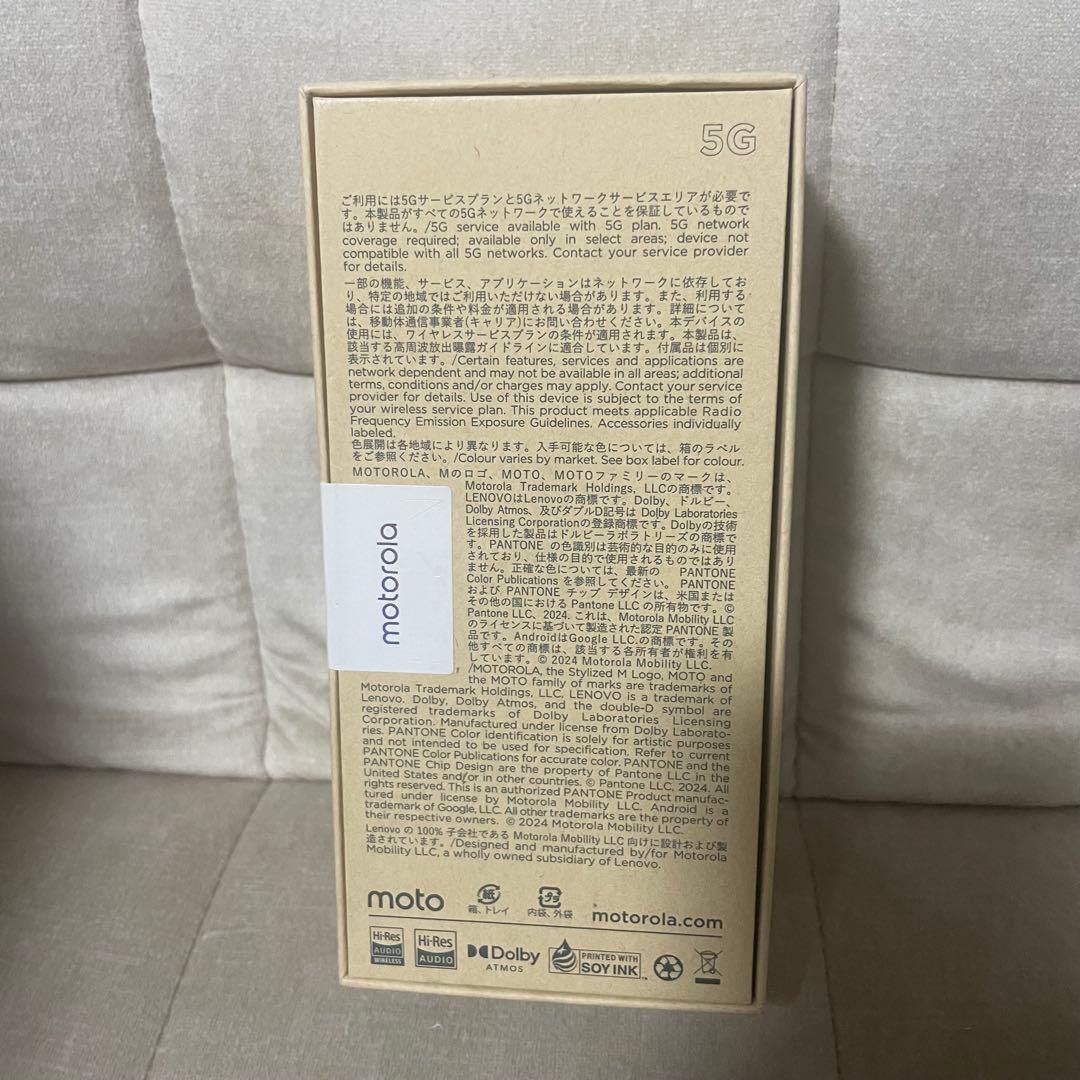 5G
ご利用には5Gサービスプランと5Gネットワークサービスエリアが必要で
す。本製品がすべての5Gネットワークで使えることを保証しているもので
はありません。/5G service available with 5G plan. 5G network
coverage required; available only in select areas; device not
compatible with all 5G networks. Contact your service provider
for details.
一部の機能、サービス、アプリケーションはネットワークに依存してお
り、特定の地域ではご利用いただけない場合があります。また、利用する
場合には追加の条件や料金が適用される場合があります。詳細について
は、移動体通信事業者(キャリア)にお問い合わせください。本デバイスの
使用には、ワイヤレスサービスプランの条件が適用されます。本製品は、
該当する高周波放出曝露ガイドラインに適合しています。付属品は個別に
表示されています。/Certain features, services and applications are
network dependent and may not be available in all areas; additional
terms, conditions and/or charges may apply. Contact your service
provider for details. Use of this device is subject to the terms of
your wireless service plan. This product meets applicable Radio
Frequency Emission Exposure Guidelines. Accessories individually
labeled.
色展開は各地域により異なります。入手可能な色については、箱のラベル
をご参照ください。/Colour varies by market. See box label for colour.
MOTOROLA、Mのロゴ、MOTO、MOTOファミリーのマークは、
Motorola Trademark Holdings, LLCの商標です。
LENOVOはLenovoの商標です。Dolby、ドルビー、
Dolby Atmos、及びダブルD記号は Dolby Laboratories
Licensing Corporationの登録商標です。Dolbyの技術
を採用した製品はドルビーラボラトリーズの商標で
す。PANTONE の色識別は芸術的な目的のみに使用
されており、仕様の目的で使用されるものではあり
ません。正確な色については、最新の PANTONE
Color Publications を参照してください。 PANTONE
および PANTONE チップ デザインは、米国または
その他の国における Pantone LLC の所有物です。©
Pantone LLC、2024. これは、Motorola Mobility LLC
のライセンスに基づいて製造された認定 PANTONE 製
品です。AndroidはGoogle LLC.の商標です。その
他すべての商標は、該当する各所有者が権利を有
しています。© 2024 Motorola Mobility LLC.
/MOTOROLA, the Stylized M Logo, MOTO and
the MOTO family of marks are trademarks of
Motorola Trademark Holdings, LLC. LENOVO is a trademark of
Lenovo. Dolby, Dolby Atmos, and the double-D symbol are
registered trademarks of Dolby Laboratories Licensing
Corporation. Manufactured under license from Dolby Laborato-
ries. PANTONE Color identification is solely for artistic purposes
and not intended to be used for specification. Refer to current
PANTONE Color Publications for accurate color. PANTONE and the
PANTONE Chip Design are the property of Pantone LLC in the
United States and/or in other countries. © Pantone LLC, 2024. All
rights reserved. This is an authorized PANTONE Product manufac-
tured under license by Motorola Mobility LLC. Android is a
trademark of Google, LLC. All other trademarks are the property of
their respective owners. © 2024 Motorola Mobility LLC.
Lenovo の 100% 子会社である Motorola Mobility LLC 向けに設計および製
造されています。/Designed and manufactured by/for Motorola
Mobility LLC, a wholly owned subsidiary of Lenovo.
motorola
moto
紙
箱、トレイ
プラ
内袋、外袋
motorola.com
Hi-Res
AUDIO
WIRELESS
Hi-Res
AUDIO
Dolby
ATMOS
PRINTED WITH
SOY INK